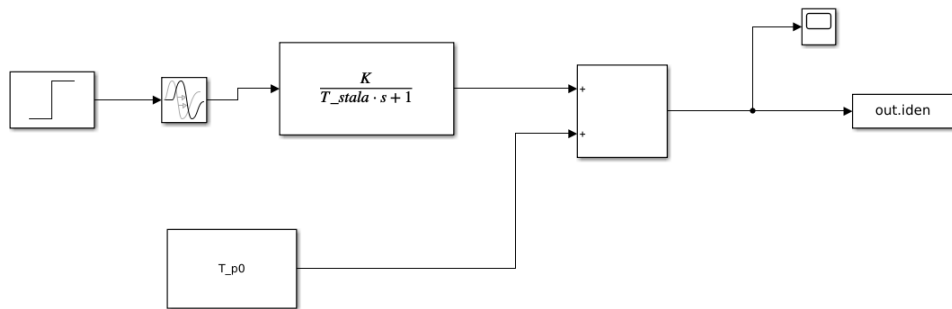 K
T_stala · s + 1
+
+
out.iden
T_p0